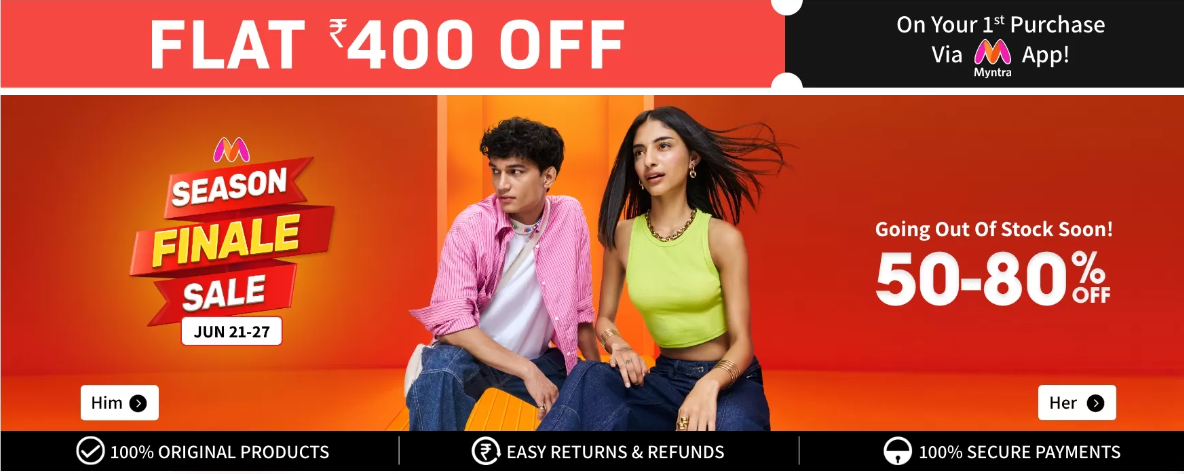 FLAT ₹400 OFF
On Your 1st Purchase
Via Myntra App!
SEASON
FINALE
SALE
JUN 21-27
Going Out Of Stock Soon!
50-80% OFF
Him
Her
100% ORIGINAL PRODUCTS
EASY RETURNS & REFUNDS
100% SECURE PAYMENTS